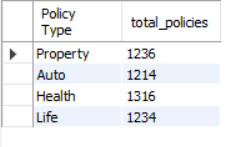 Policy Type total_policies
Property 1236
Auto 1214
Health 1316
Life 1234